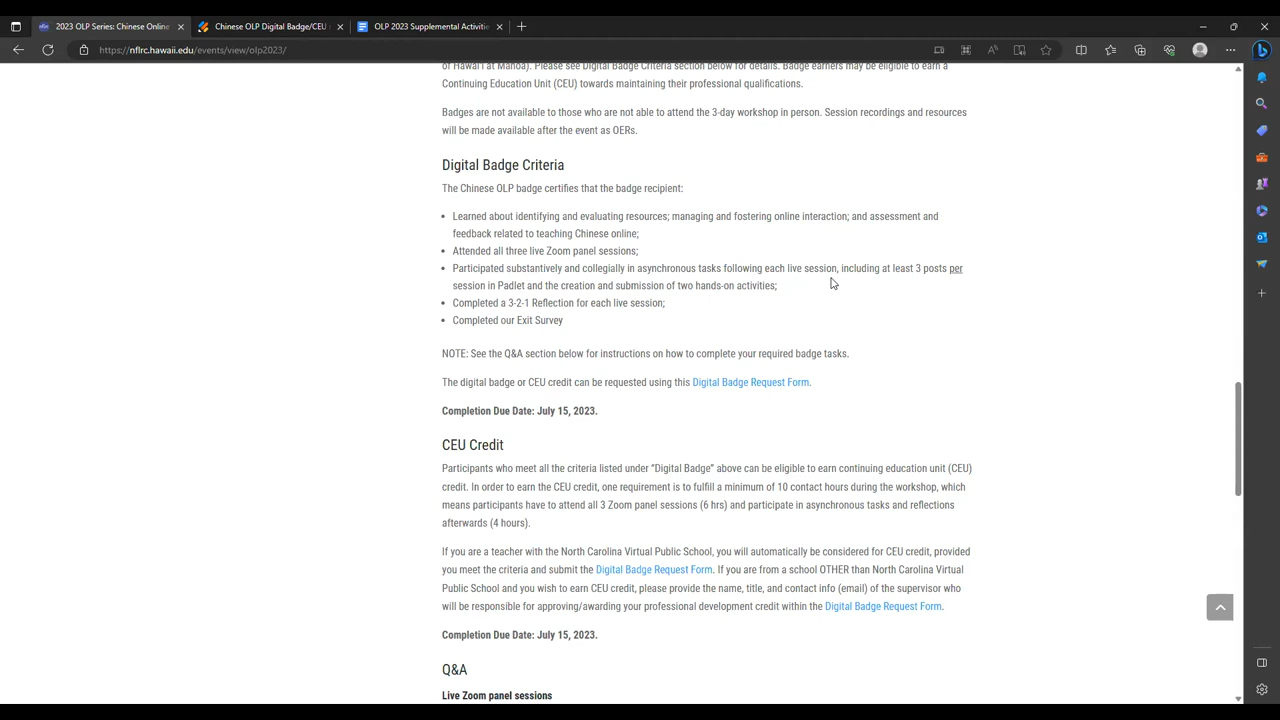 2023 OLP Series: Chinese Online
Chinese OLP Digital Badge/CEU
OLP 2023 Supplemental Activitie
https://nflrc.hawaii.edu/events/view/olp2023/
of Hawai'i at Mānoa). Please see Digital Badge Criteria section below for details. Badge earners may be eligible to earn a
Continuing Education Unit (CEU) towards maintaining their professional qualifications.
Badges are not available to those who are not able to attend the 3-day workshop in person. Session recordings and resources
will be made available after the event as OERs.
Digital Badge Criteria
The Chinese OLP badge certifies that the badge recipient:
• Learned about identifying and evaluating resources; managing and fostering online interaction; and assessment and
feedback related to teaching Chinese online;
• Attended all three live Zoom panel sessions;
• Participated substantively and collegially in asynchronous tasks following each live session, including at least 3 posts per
session in Padlet and the creation and submission of two hands-on activities;
• Completed a 3-2-1 Reflection for each live session;
• Completed our Exit Survey
NOTE: See the Q&A section below for instructions on how to complete your required badge tasks.
The digital badge or CEU credit can be requested using this Digital Badge Request Form.
Completion Due Date: July 15, 2023.
CEU Credit
Participants who meet all the criteria listed under "Digital Badge" above can be eligible to earn continuing education unit (CEU)
credit. In order to earn the CEU credit, one requirement is to fulfill a minimum of 10 contact hours during the workshop, which
means participants have to attend all 3 Zoom panel sessions (6 hrs) and participate in asynchronous tasks and reflections
afterwards (4 hours).
If you are a teacher with the North Carolina Virtual Public School, you will automatically be considered for CEU credit, provided
you meet the criteria and submit the Digital Badge Request Form. If you are from a school OTHER than North Carolina Virtual
Public School and you wish to earn CEU credit, please provide the name, title, and contact info (email) of the supervisor who
will be responsible for approving/awarding your professional development credit within the Digital Badge Request Form.
Completion Due Date: July 15, 2023.
Q&A
Live Zoom panel sessions